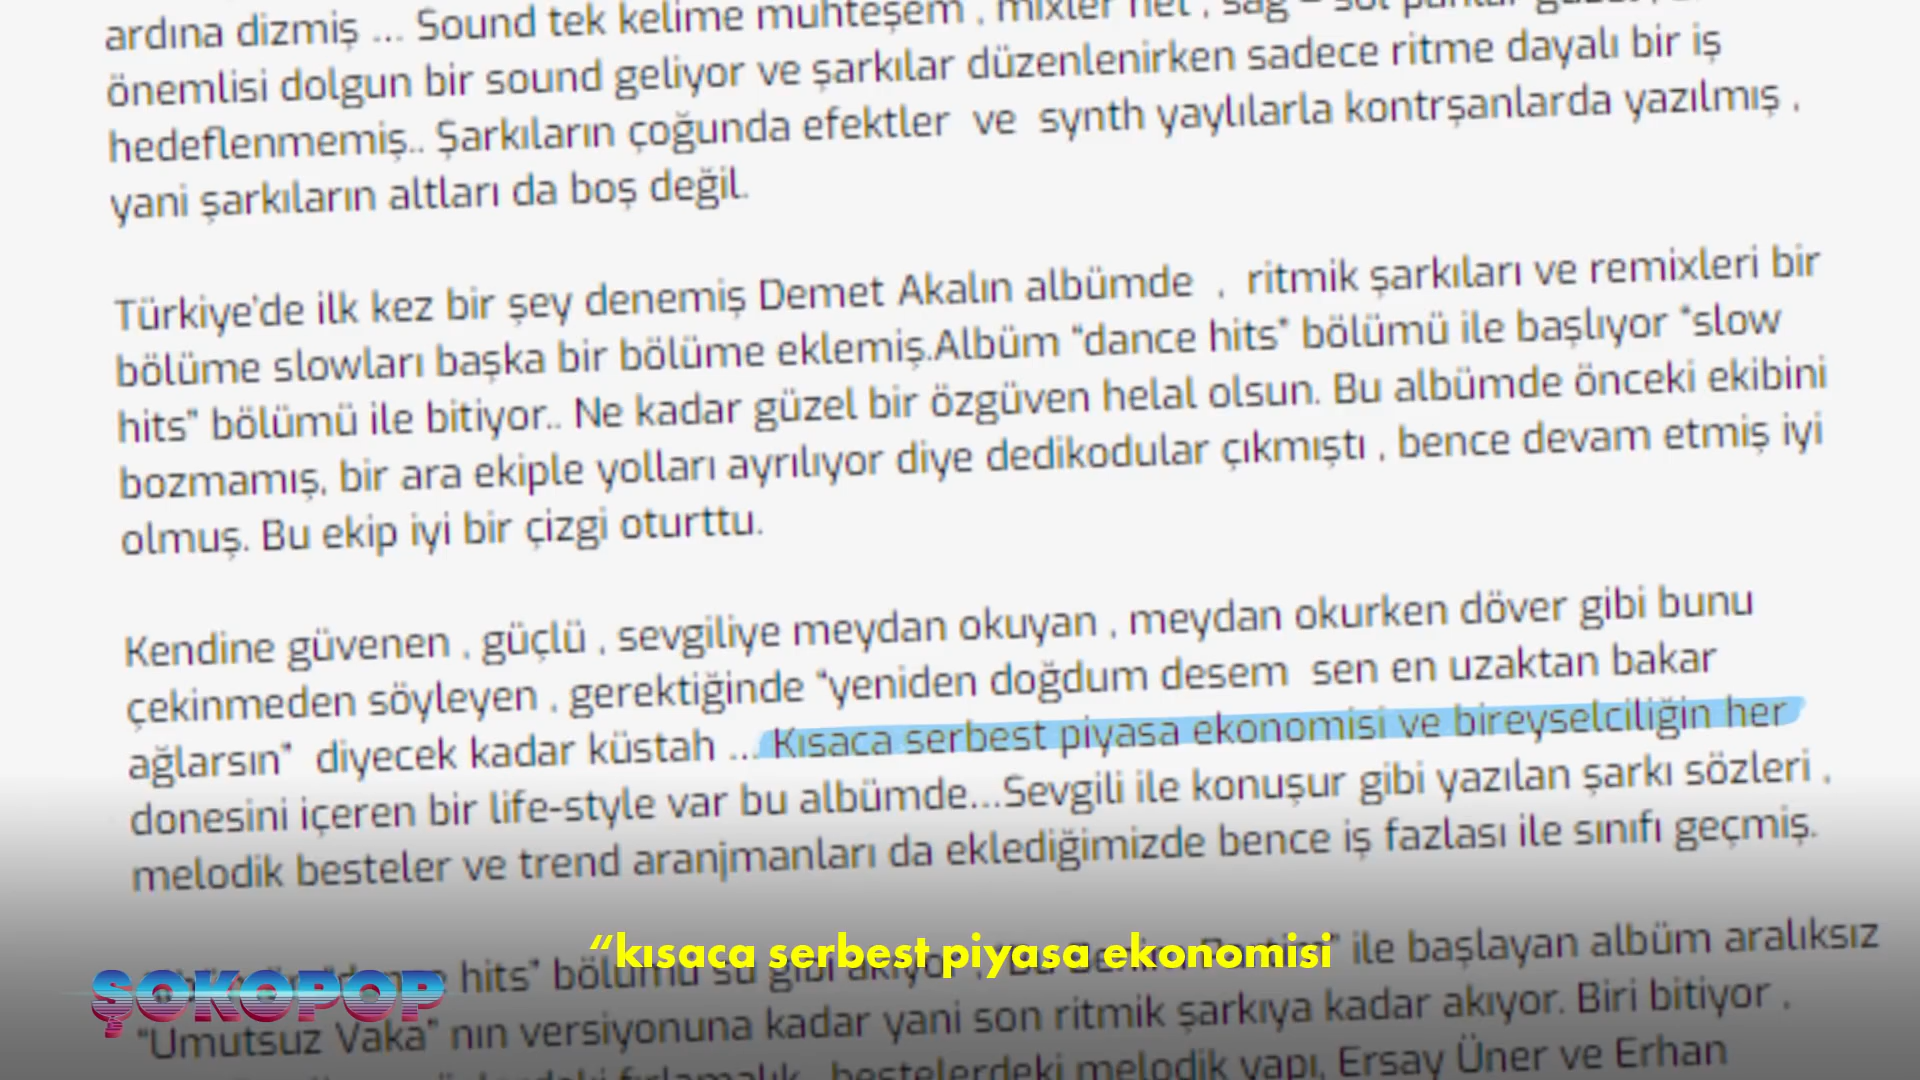 ardına dizmiş ... Sound tek kelime muhteşem , mixler net , sağ – sol
önemlisi dolgun bir sound geliyor ve şarkılar düzenlenirken sadece ritme dayalı bir iş
hedeflenmemiş.. Şarkıların çoğunda efektler ve synth yaylılarla kontrşanlarda yazılmış ,
yani şarkıların altları da boş değil.
Türkiye'de ilk kez bir şey denemiş Demet Akalın albümde , ritmik şarkıları ve remixleri bir
bölüme slowları başka bir bölüme eklemiş.Albüm “dance hits” bölümü ile başlıyor “slow
hits” bölümü ile bitiyor.. Ne kadar güzel bir özgüven helal olsun. Bu albümde önceki ekibini
bozmamış, bir ara ekiple yolları ayrılıyor diye dedikodular çıkmıştı , bence devam etmiş iyi
olmuş. Bu ekip iyi bir çizgi oturttu.
Kendine güvenen , güçlü , sevgiliye meydan okuyan , meydan okurken döver gibi bunu
çekinmeden söyleyen , gerektiğinde “yeniden doğdum desem sen en uzaktan bakar
ağlarsın” diyecek kadar küstah ... Kısaca serbest piyasa ekonomisi ve bireyselciliğin her
donesini içeren bir life-style var bu albümde...Sevgili ile konuşur gibi yazılan şarkı sözleri ,
melodik besteler ve trend aranjmanları da eklediğimizde bence iş fazlası ile sınıfı geçmiş.
“kısaca serbest piyasa ekonomisi
hits” bölümü su gibi ile başlayan albüm aralıksız
ŞOKOPOP
“Umutsuz Vaka” nın versiyonuna kadar yani son ritmik şarkıya kadar akıyor. Biri bitiyor ,
bestelerdeki melodik yapı, Ersay Üner ve Erhan